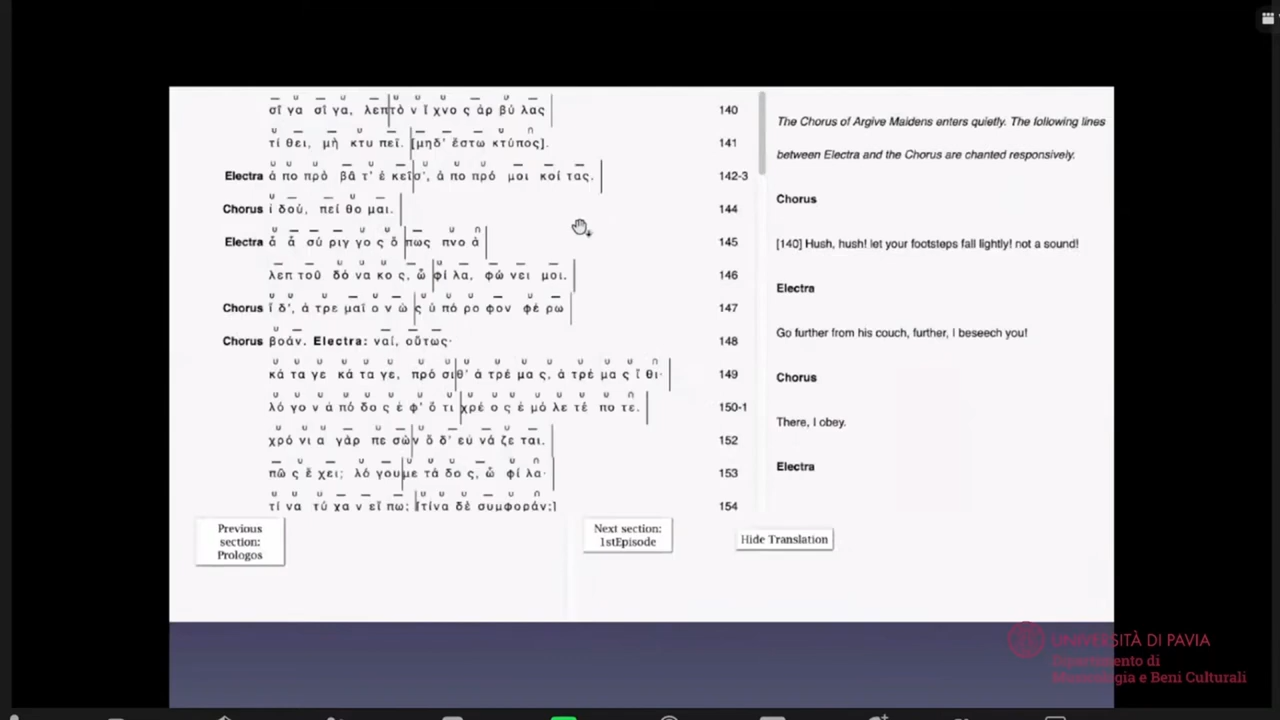 σῖ γα σῖ γα, λεπτὸ ν ἴ χνο ς ἀρ βύ λας 140
τί θει, μὴ κτυ πεῖ. [μηδ' ἔστω κτύπος]. 141
Electra ἀ πο πρὸ βᾶ τ' ἐ κεῖσ', ἀ πο πρό μοι κοί τας. 142-3
Chorus ἰ δού, πεί θο μαι. 144
Electra ἆ ἆ σύ ριγ γο ς ὅ πως πνο ὰ 145
λεπ τοῦ δό να κο ς, ὦ φί λα, φώ νει μοι. 146
Chorus ἴ δ', ἀ τρε μαῖ ο ν ὡ ς ὑ πό ρο φον φέ ρω 147
Chorus βοάν. Electra: ναί, οὕτως· 148
κά τα γε κά τα γε, πρό σιθ' ἀ τρέ μας, ἀ τρέ μας ἴ θι· 149
λό γο ν ἀ πό δο ς ἐ φ' ὅ τι χρέ ο ς ἐ μό λε τέ πο τε. 150-1
χρό νι α γὰρ πε σὼν ὅ δ' εὐ νά ζε ται. 152
πῶ ς ἔ χει; λό γου με τά δο ς, ὦ φί λα· 153
τί να τύ χα ν εἴ πω; [τίνα δὲ συμφοράν;] 154
The Chorus of Argive Maidens enters quietly. The following lines
between Electra and the Chorus are chanted responsively.
Chorus
[140] Hush, hush! let your footsteps fall lightly! not a sound!
Electra
Go further from his couch, further, I beseech you!
Chorus
There, I obey.
Electra
Previous
section:
Prologos
Next section:
1stEpisode
Hide Translation
UNIVERSITÀ DI PAVIA
Dipartimento di
Musicologia e Beni Culturali